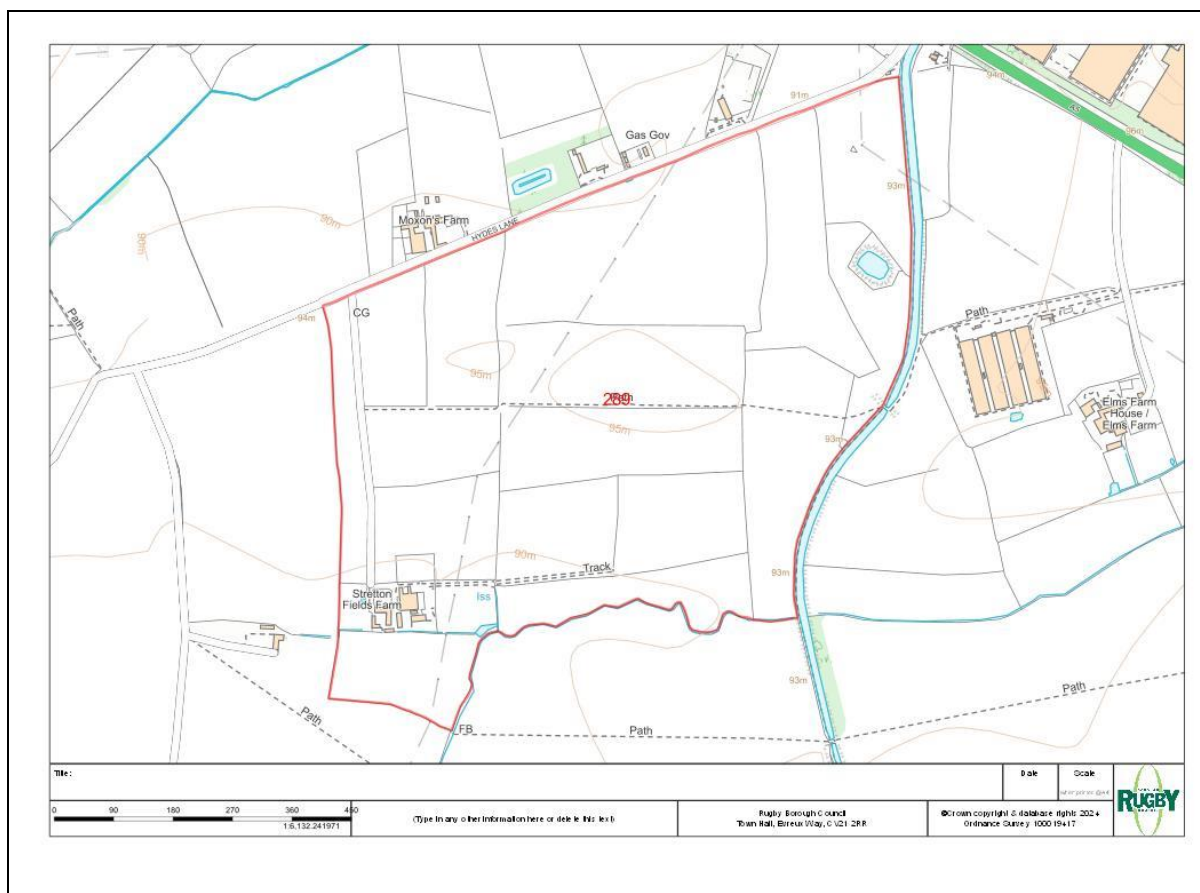 94m
A5
96m
91m
Gas Gov
93m
90m
90m
Moxon's Farm
HYDES LANE
Path
CG
94m
Path
95m
289
95m
93m
Elms Farm
House /
Elms Farm
90m
Track
93m
Stretton
Fields Farm
Iss
93m
Path
Path
FB
Path
Title:
Date
Scale
0 90 180 270 360 450
1:6,132.241971
(Type in any other information here or delete this text)
Rugby Borough Council
Town Hall, Evreux Way, CV21 2RR
©Crown copyright & database rights 2024
Ordnance Survey 100019417
RUGBY